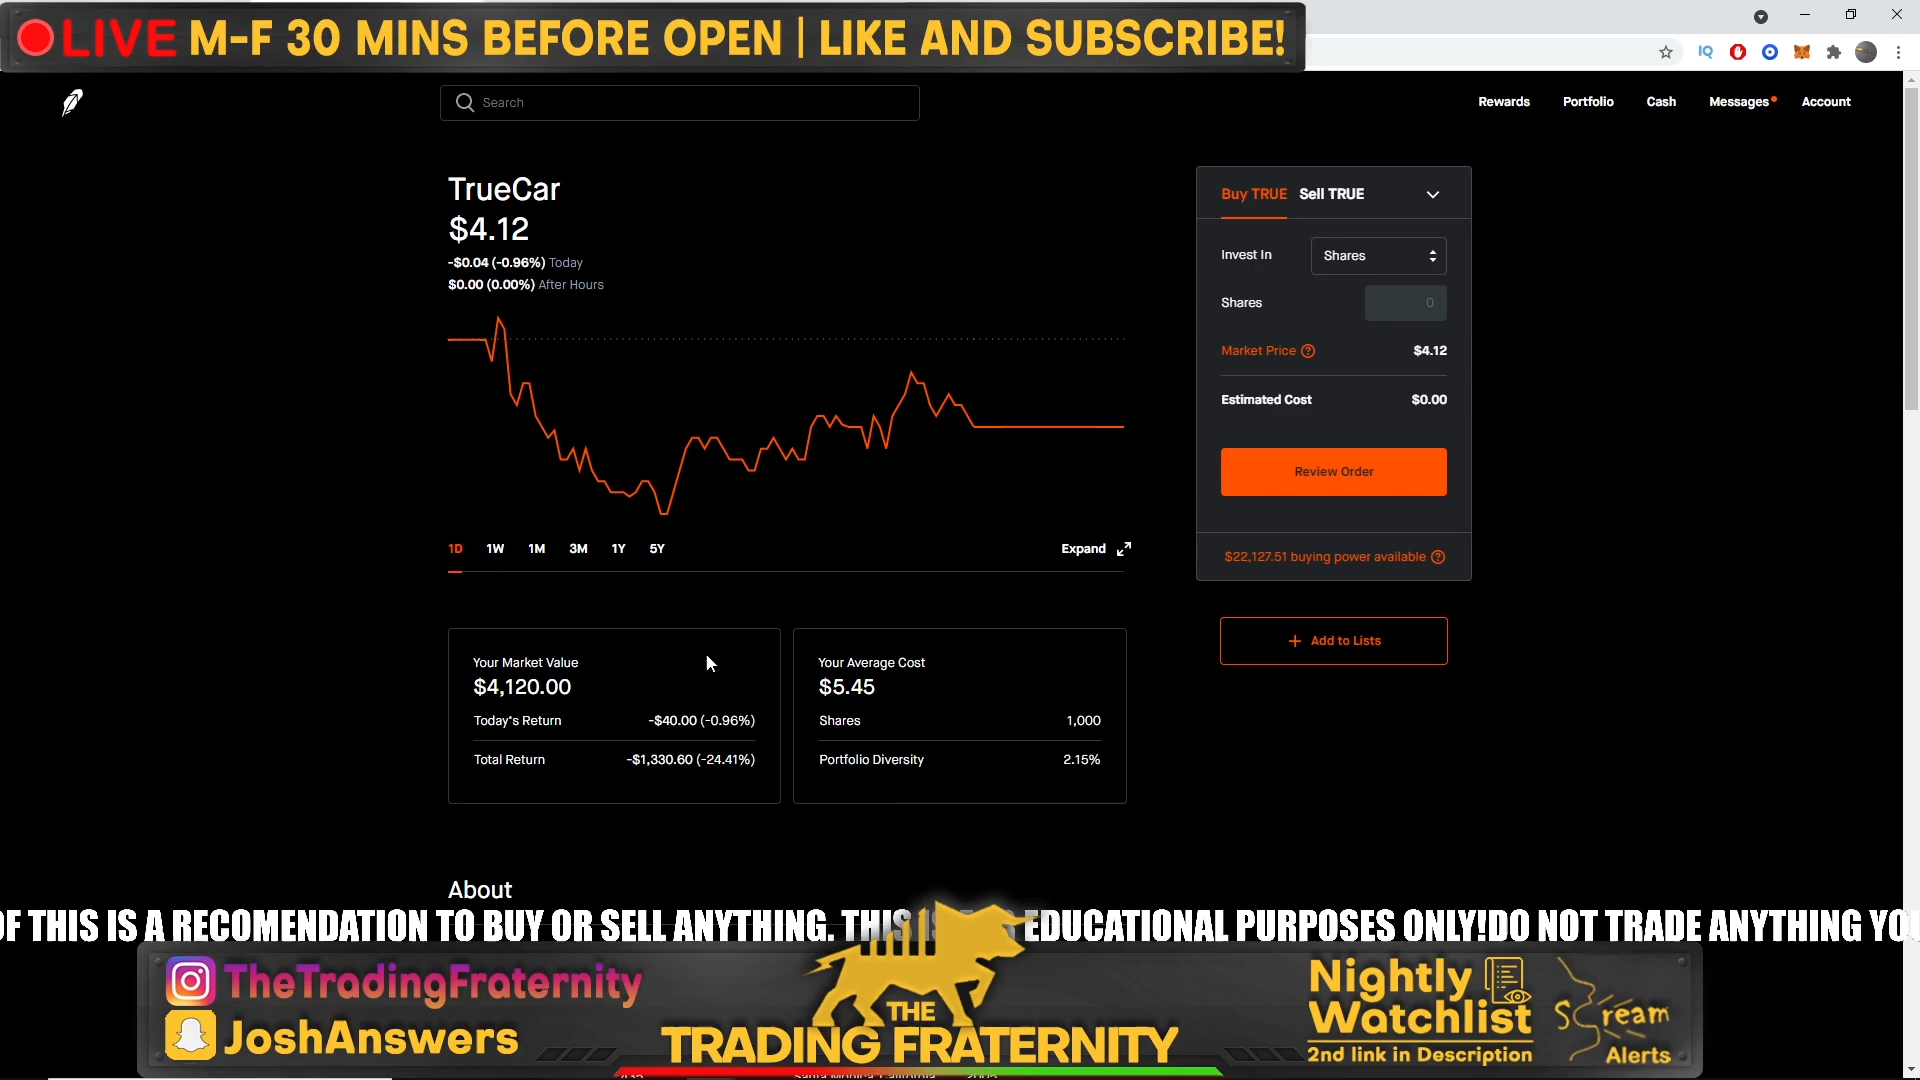 LIVE M-F 30 MINS BEFORE OPEN | LIKE AND SUBSCRIBE!
IQ
Search
Rewards Portfolio Cash Messages Account
TrueCar
$4.12
-$0.04 (-0.96%) Today
$0.00 (0.00%) After Hours
1D 1W 1M 3M 1Y 5Y Expand
Buy TRUE Sell TRUE
Invest In Shares
Shares 0
Market Price $4.12
Estimated Cost $0.00
Review Order
$22,127.51 buying power available
+ Add to Lists
Your Market Value
$4,120.00
Today's Return -$40.00 (-0.96%)
Total Return -$1,330.60 (-24.41%)
Your Average Cost
$5.45
Shares 1,000
Portfolio Diversity 2.15%
About
OF THIS IS A RECOMENDATION TO BUY OR SELL ANYTHING. THIS EDUCATIONAL PURPOSES ONLY!DO NOT TRADE ANYTHING YO
TheTradingFraternity
JoshAnswers
THE
TRADING FRATERNITY
Nightly
Watchlist
2nd link in Description
Scream
Alerts